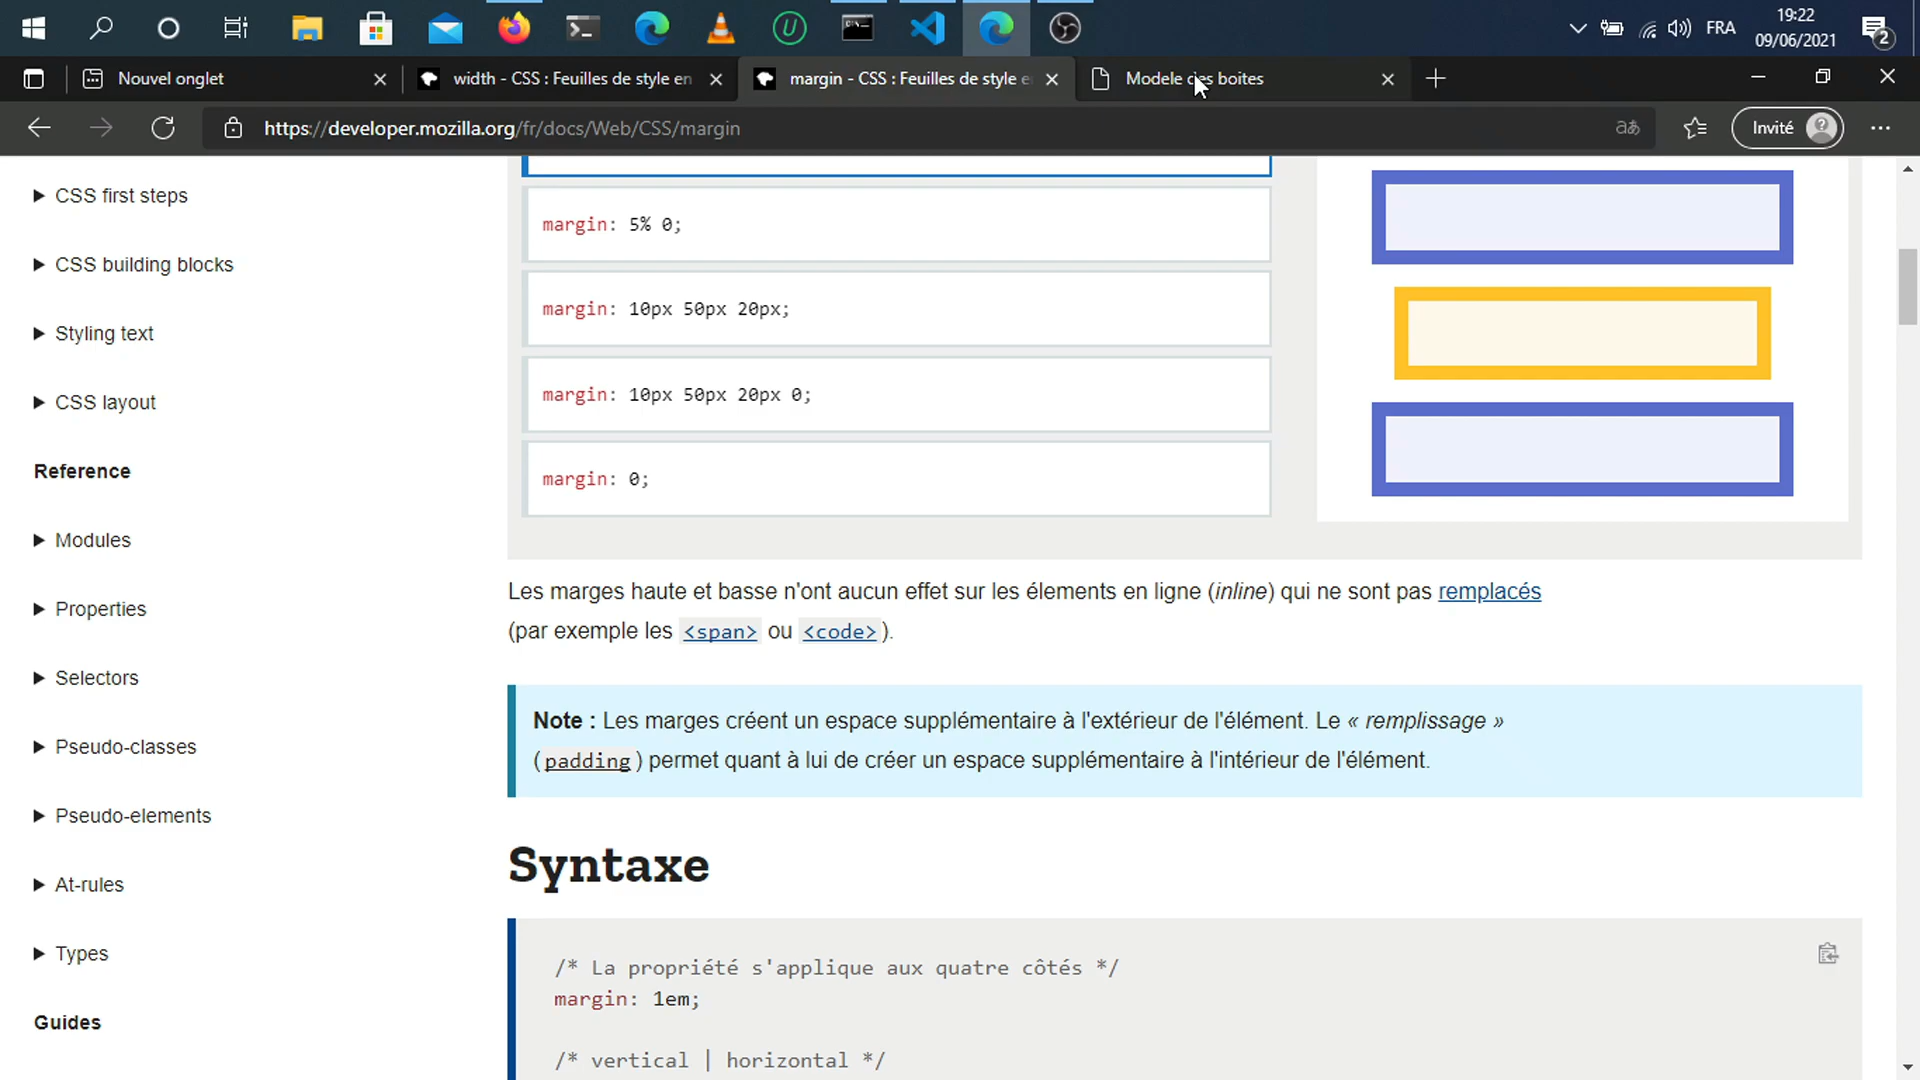 FRA
19:22
09/06/2021
2
Nouvel onglet
width - CSS : Feuilles de style en
margin - CSS : Feuilles de style e
Modele des boites
https://developer.mozilla.org/fr/docs/Web/CSS/margin
aあ
Invité
CSS first steps
CSS building blocks
Styling text
CSS layout
Reference
Modules
Properties
Selectors
Pseudo-classes
Pseudo-elements
At-rules
Types
Guides
margin: 5% 0;
margin: 10px 50px 20px;
margin: 10px 50px 20px 0;
margin: 0;
Les marges haute et basse n'ont aucun effet sur les élements en ligne (inline) qui ne sont pas remplacés
(par exemple les <span> ou <code>).
Note : Les marges créent un espace supplémentaire à l'extérieur de l'élément. Le « remplissage »
(padding) permet quant à lui de créer un espace supplémentaire à l'intérieur de l'élément.
Syntaxe
/* La propriété s'applique aux quatre côtés */
margin: 1em;
/* vertical | horizontal */